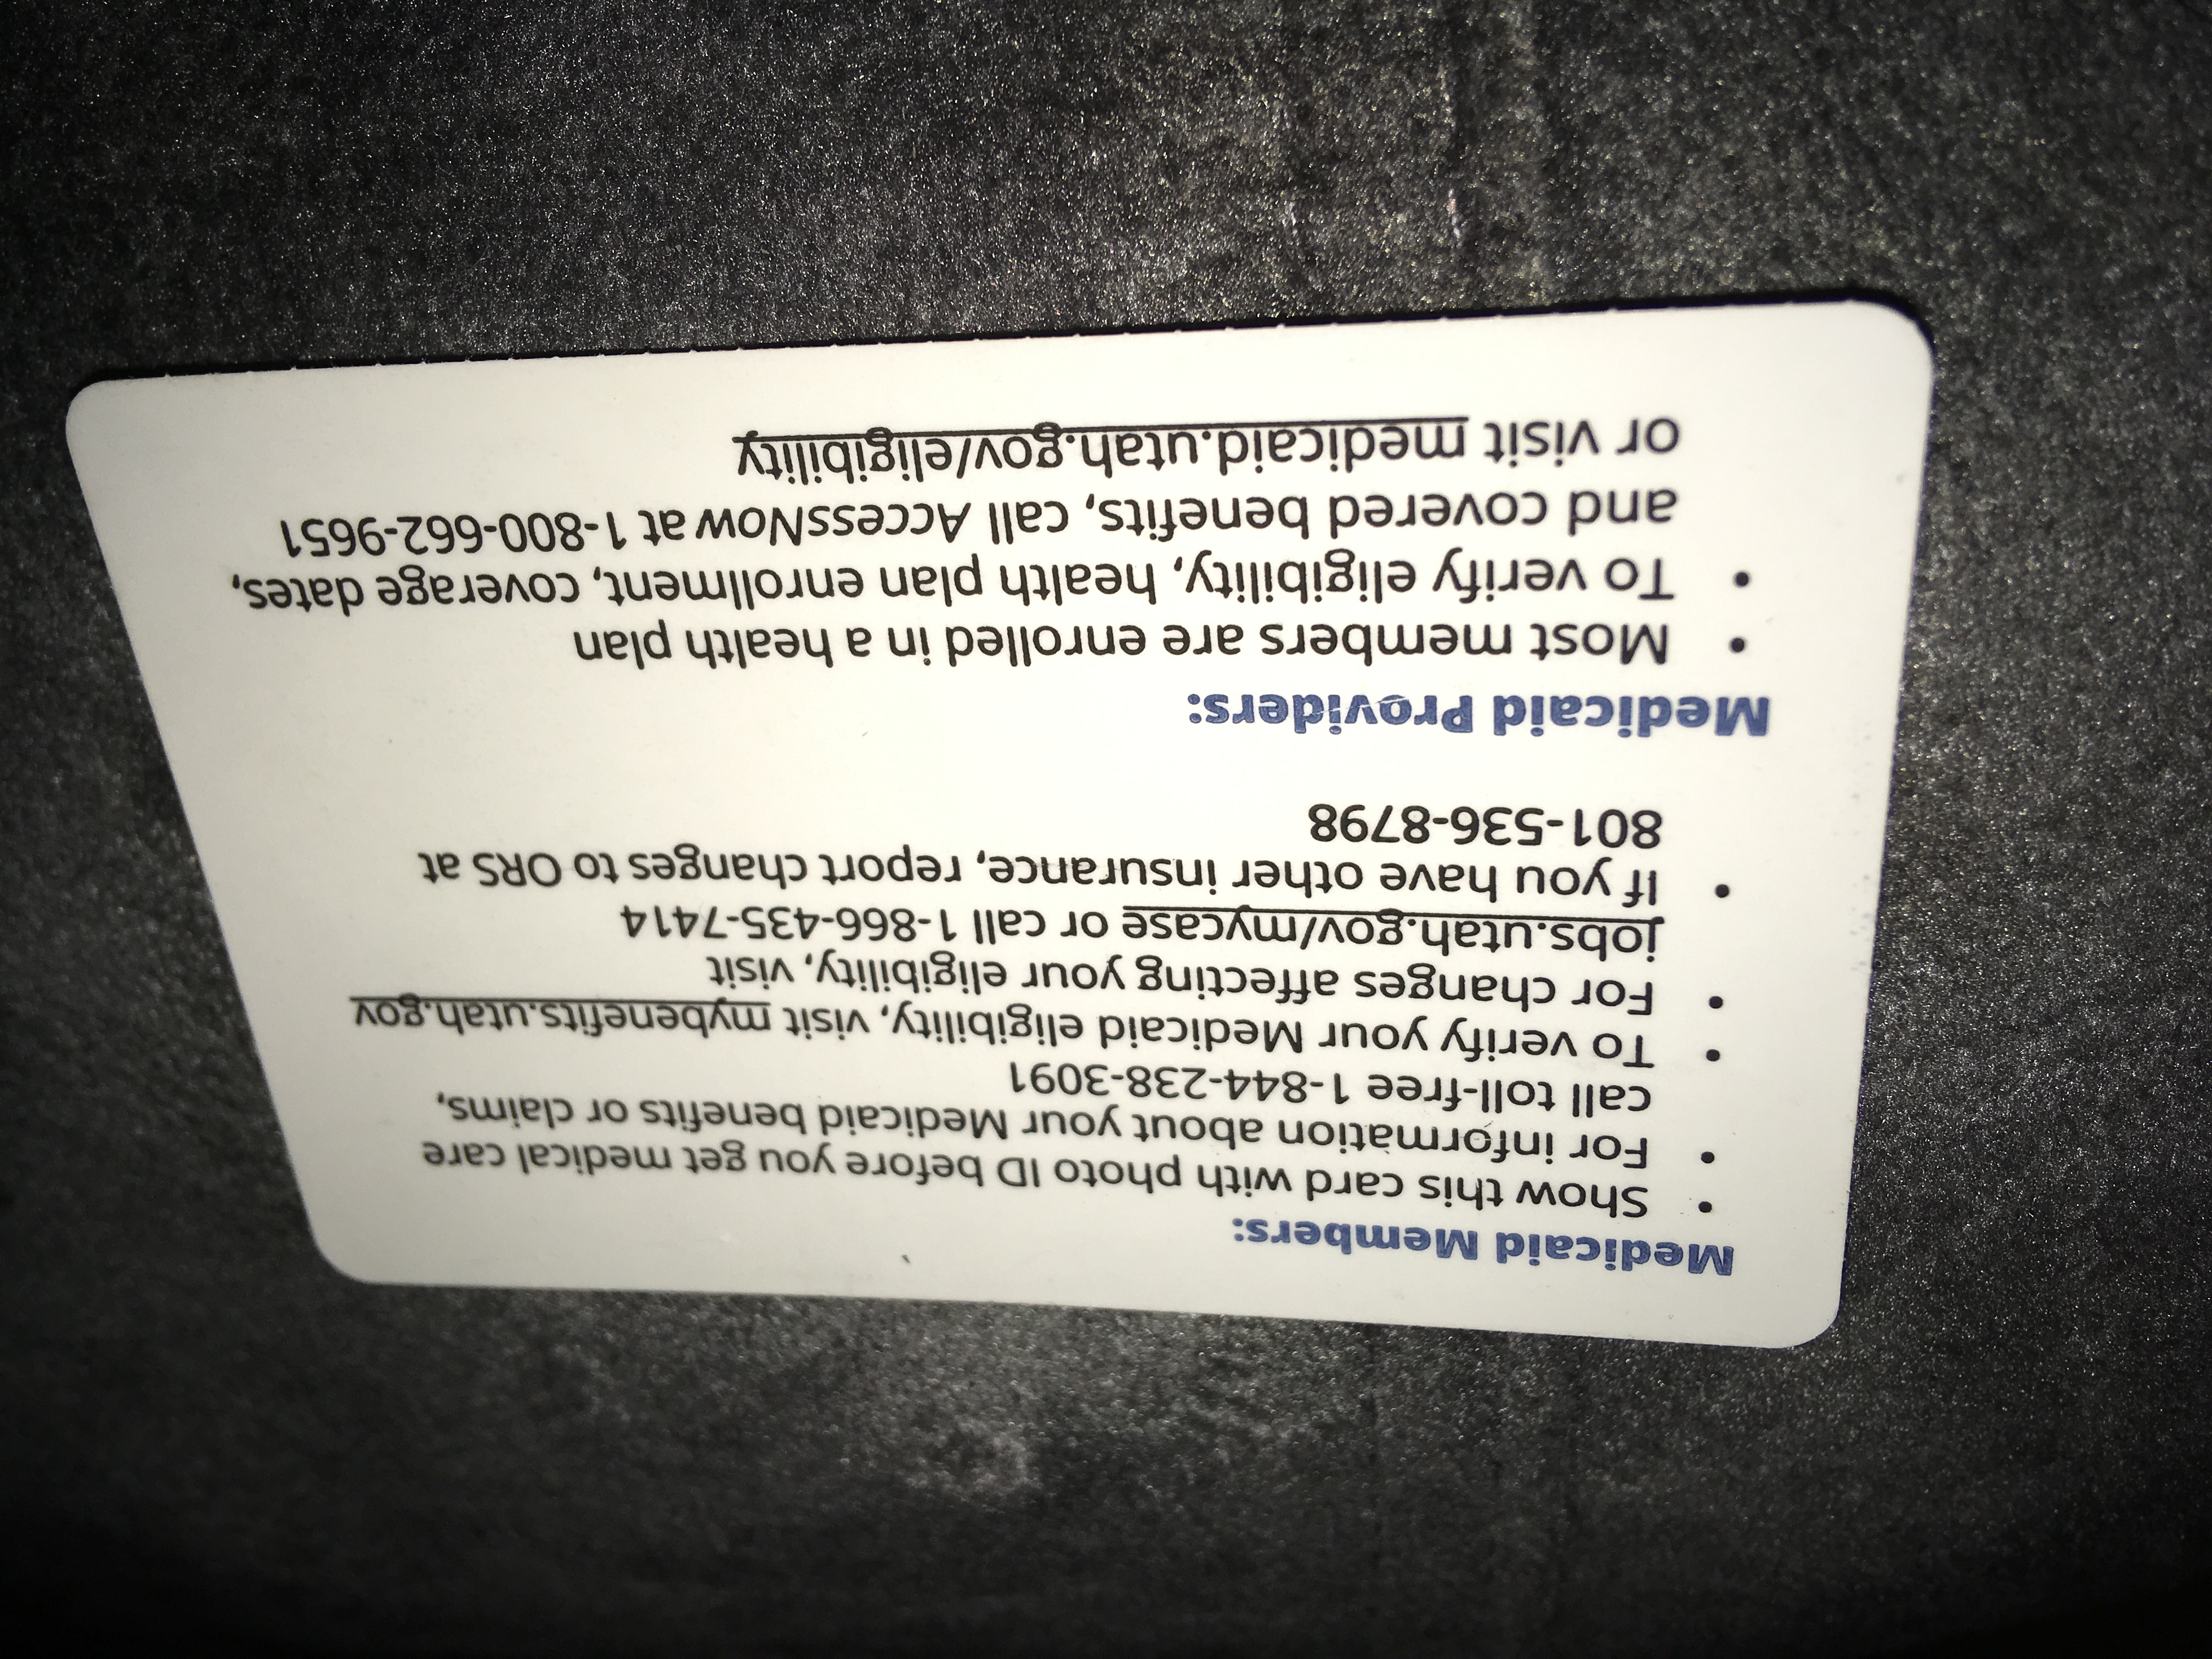 Medicaid Members:
• Show this card with photo ID before you get medical care
• For information about your Medicaid benefits or claims,
call toll-free 1-844-238-3091
• To verify your Medicaid eligibility, visit mybenefits.utah.gov
• For changes affecting your eligibility, visit
jobs.utah.gov/mycase or call 1-866-435-7414
• If you have other insurance, report changes to ORS at
801-536-8798
Medicaid Providers:
• Most members are enrolled in a health plan
• To verify eligibility, health plan enrollment, coverage dates,
and covered benefits, call AccessNow at 1-800-662-9651
or visit medicaid.utah.gov/eligibility